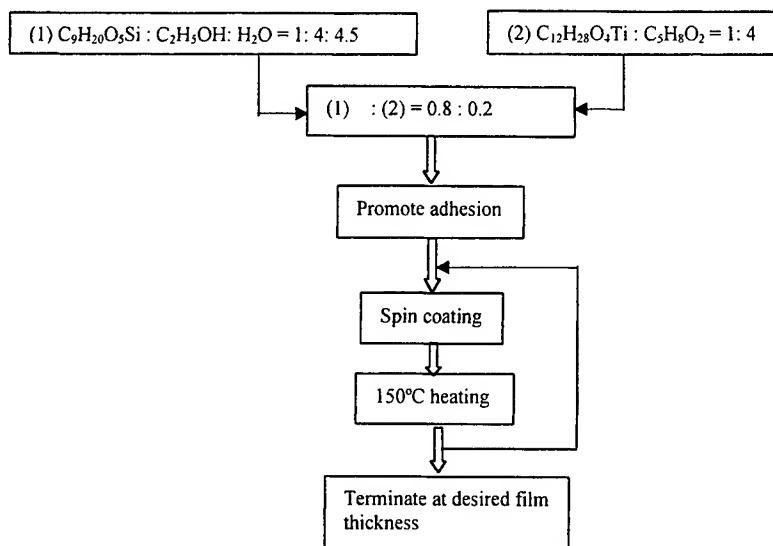 (1) C₉H₂₀O₅Si : C₂H₅OH: H₂O = 1: 4: 4.5
(2) C₁₂H₂₈O₄Ti : C₅H₈O₂ = 1: 4
(1) : (2) = 0.8 : 0.2
Promote adhesion
Spin coating
150ºC heating
Terminate at desired film
thickness